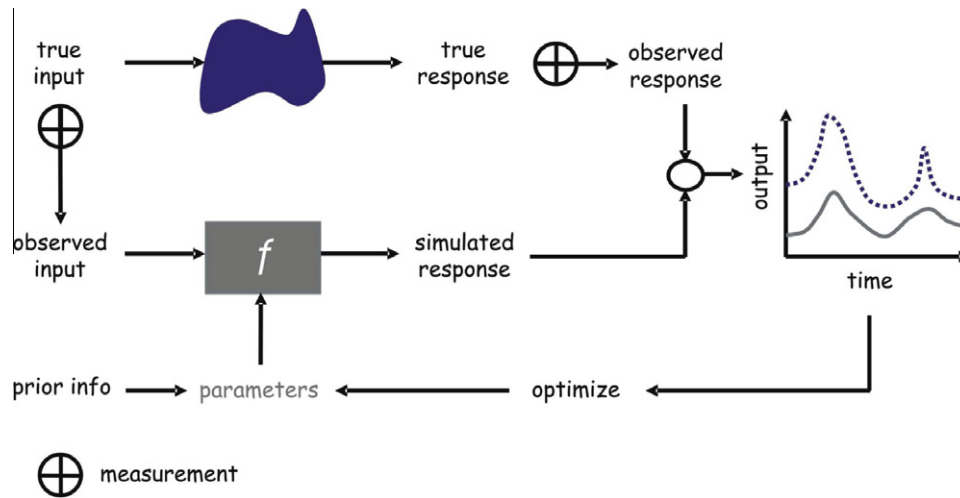 true
input
true
response
observed
response
output
time
observed
input
f
simulated
response
prior info
parameters
optimize
measurement